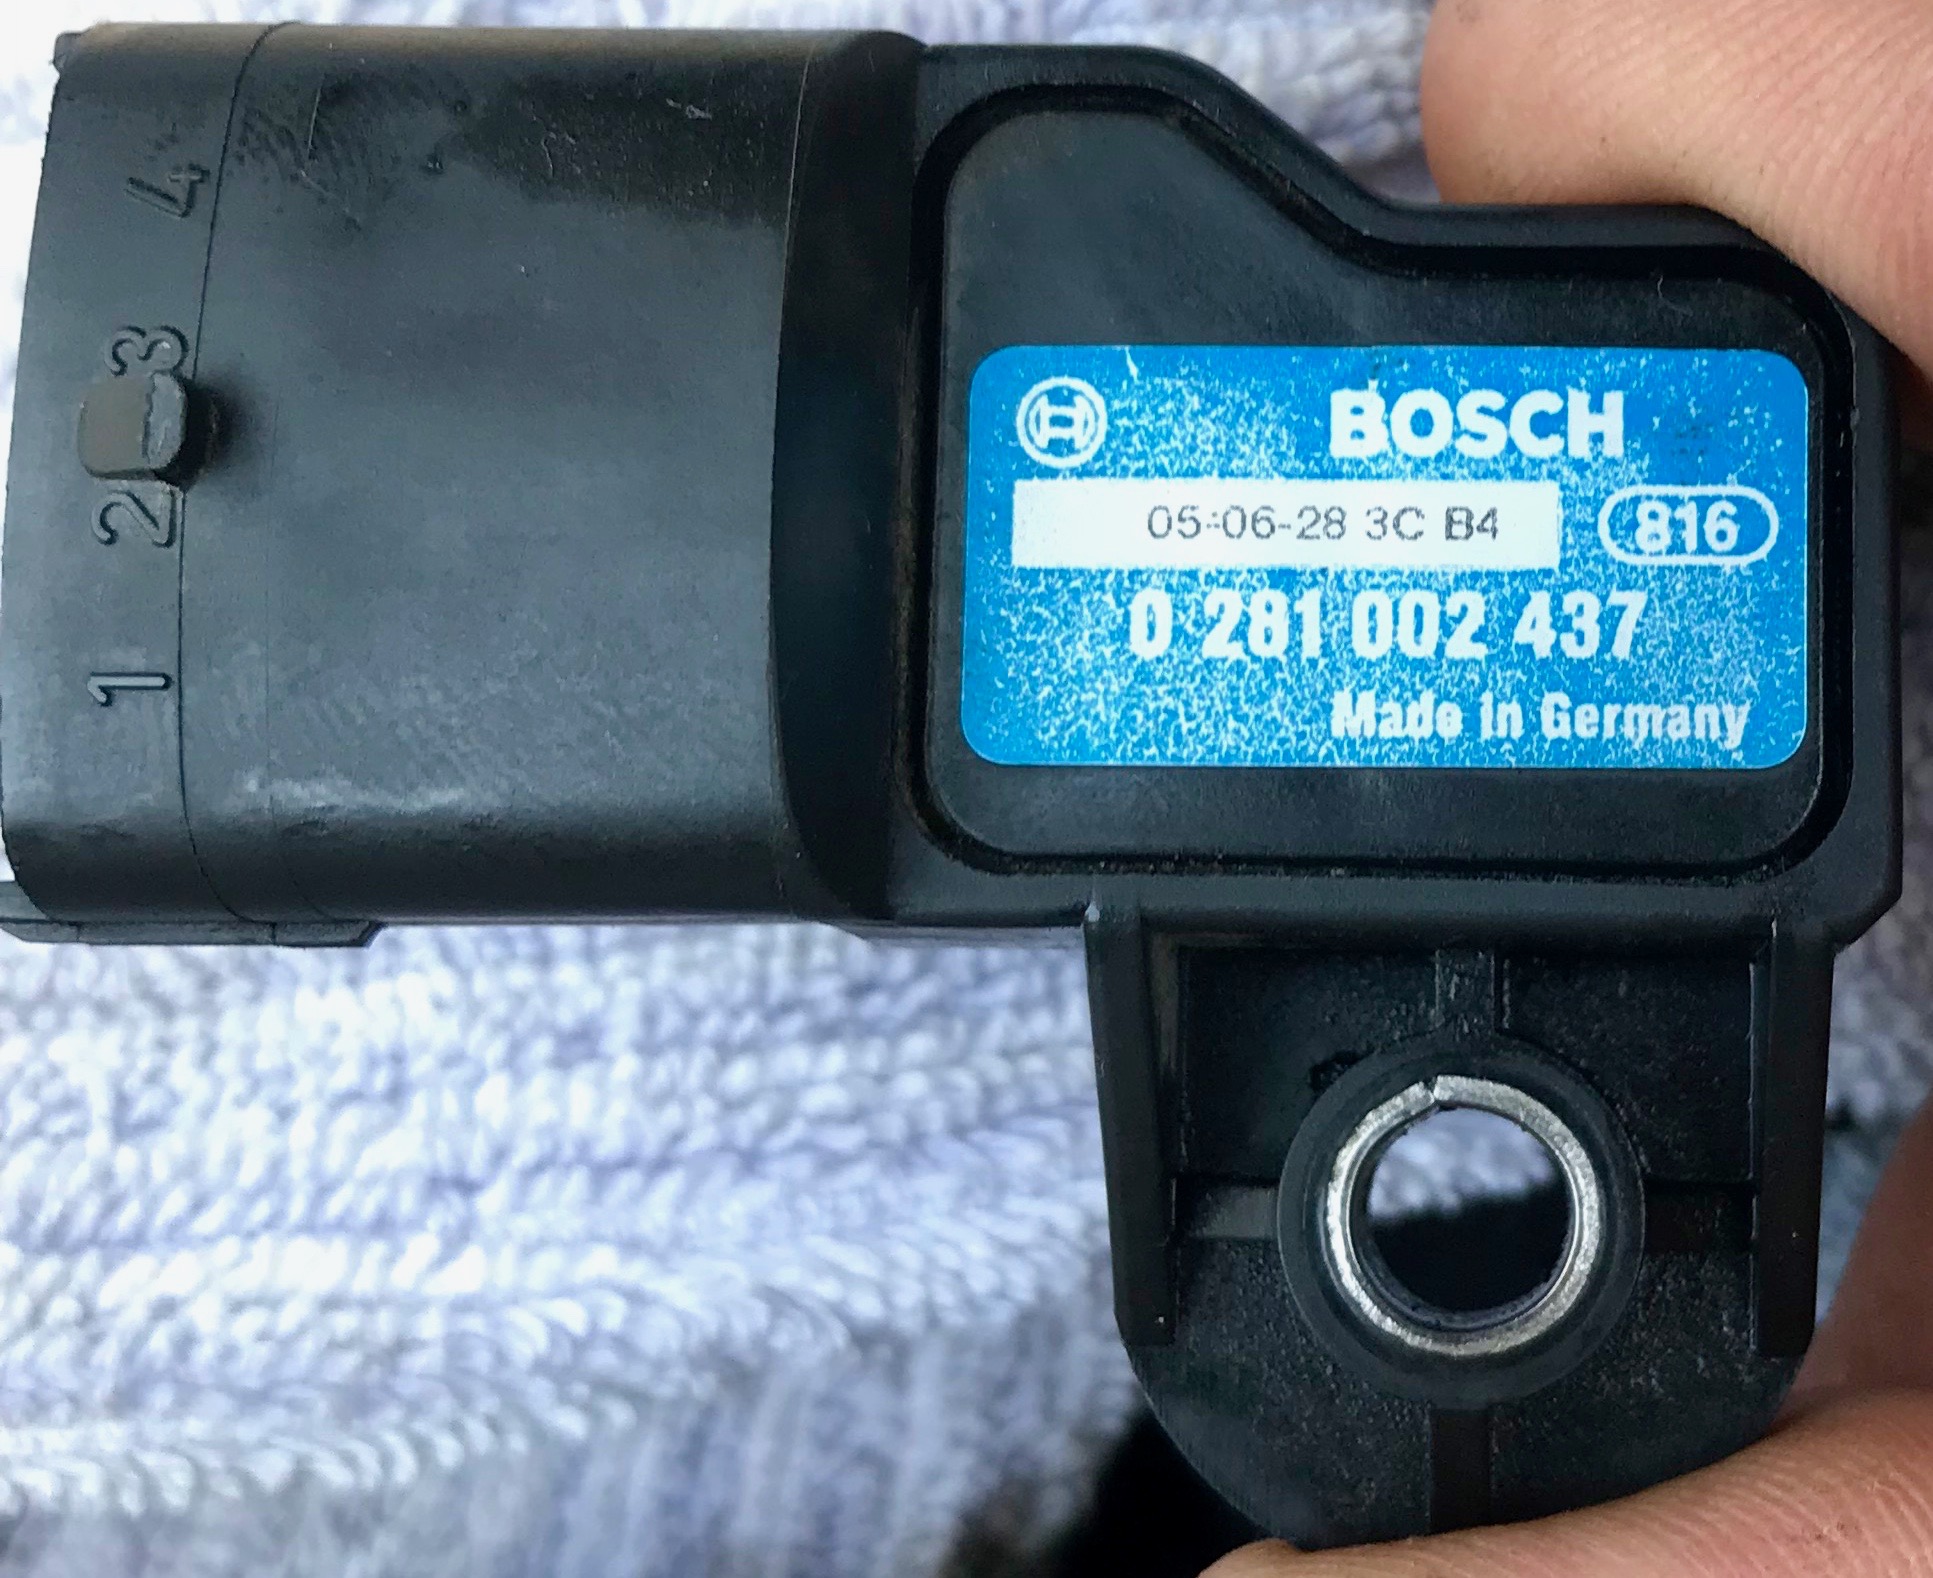 4
3
2
1
BOSCH
05-06-28 3C B4
816
0 281 002 437
Made in Germany